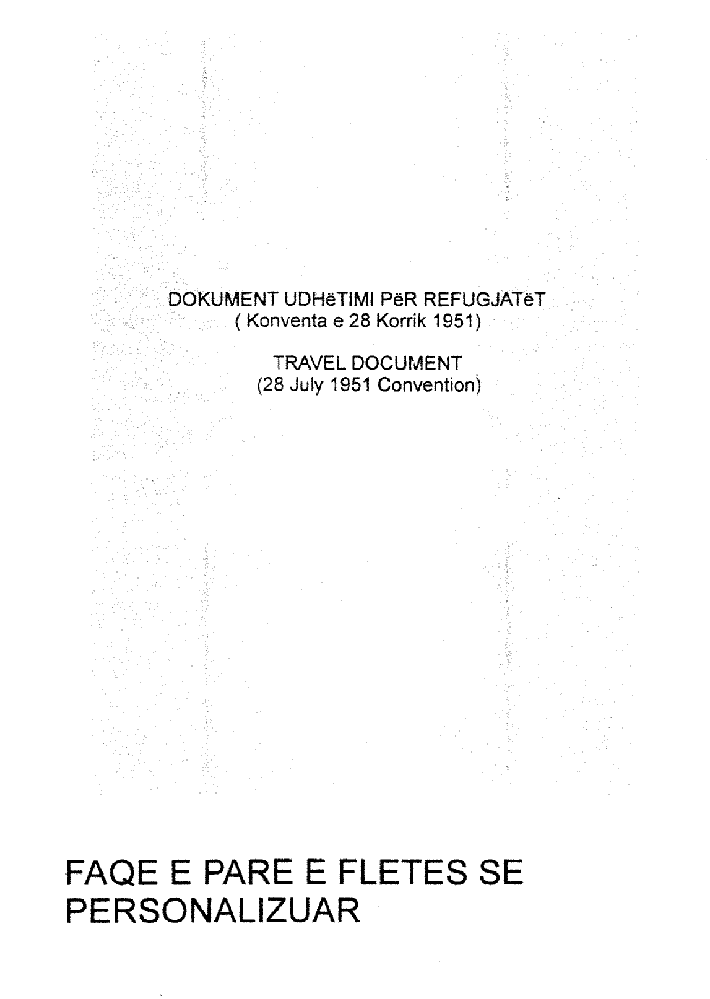 DOKUMENT UDHëTIMI PëR REFUGJATëT
( Konventa e 28 Korrik 1951)
TRAVEL DOCUMENT
(28 July 1951 Convention)
FAQE E PARE E FLETES SE
PERSONALIZUAR